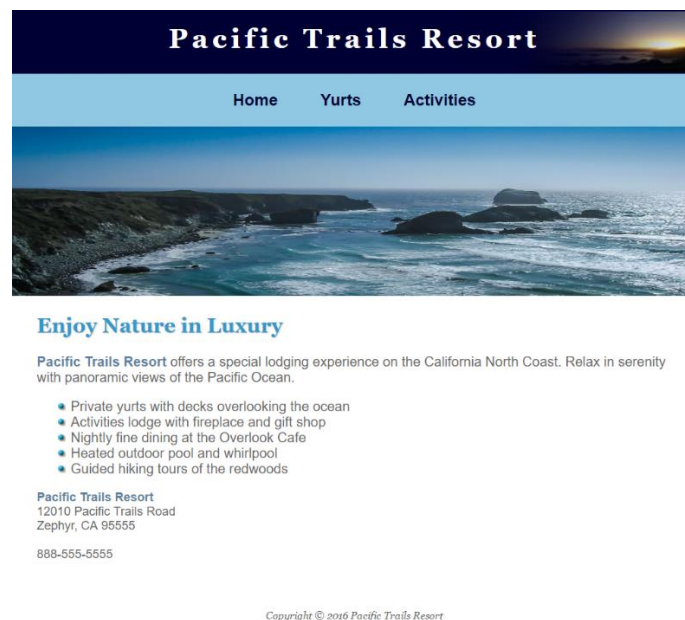 Pacific Trails Resort
Home Yurts Activities
Enjoy Nature in Luxury
Pacific Trails Resort offers a special lodging experience on the California North Coast. Relax in serenity
with panoramic views of the Pacific Ocean.
Private yurts with decks overlooking the ocean
Activities lodge with fireplace and gift shop
Nightly fine dining at the Overlook Cafe
Heated outdoor pool and whirlpool
Guided hiking tours of the redwoods
Pacific Trails Resort
12010 Pacific Trails Road
Zephyr, CA 95555
888-555-5555
Copyright © 2016 Pacific Trails Resort